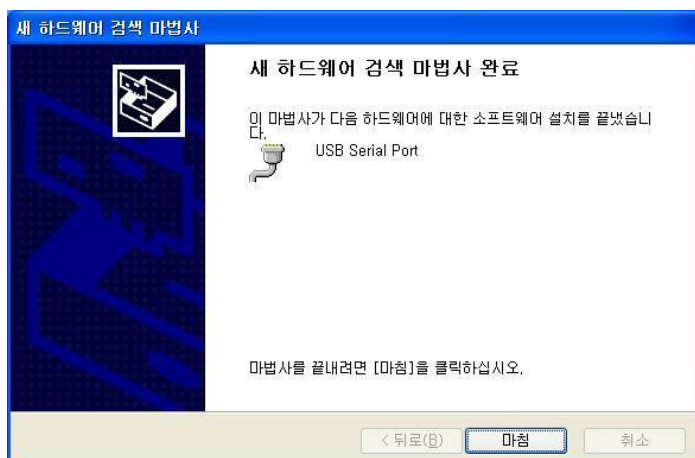 새 하드웨어 검색 마법사
새 하드웨어 검색 마법사 완료
이 마법사가 다음 하드웨어에 대한 소프트웨어 설치를 끝냈습니
다.
USB Serial Port
마법사를 끝내려면 [마침]을 클릭하십시오.
< 뒤로(B) 마침 취소